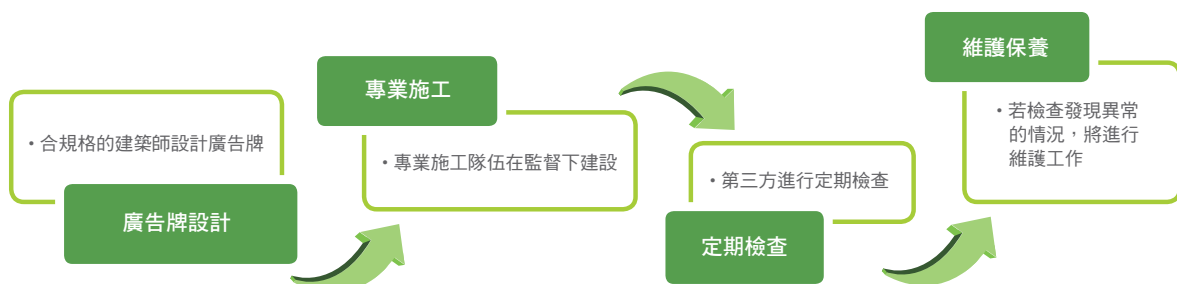 廣告牌設計
・合規格的建築師設計廣告牌
專業施工
・專業施工隊伍在監督下建設
定期檢查
・第三方進行定期檢查
維護保養
・若檢查發現異常
的情況，將進行
維護工作